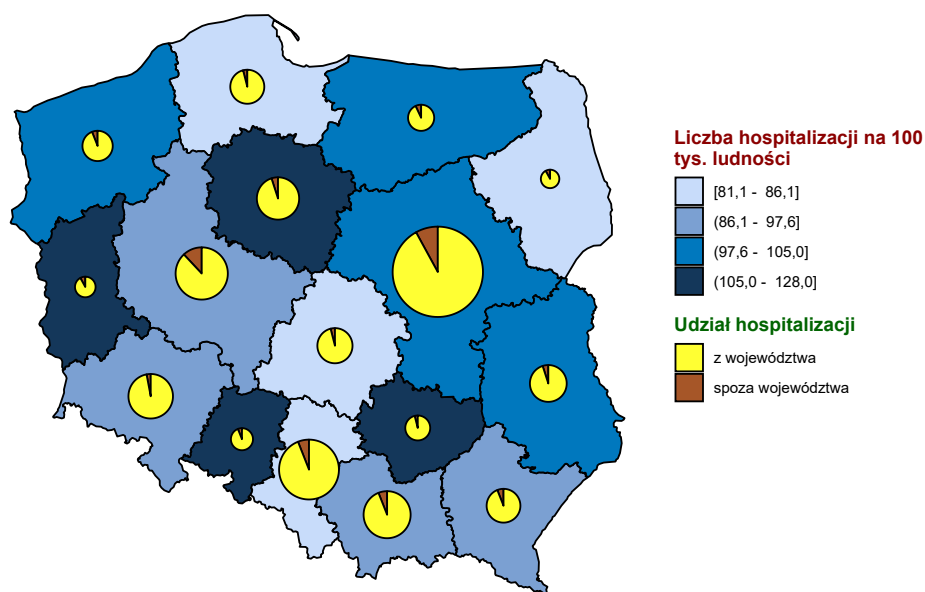 Liczba hospitalizacji na 100
tys. ludności
[81,1 - 86,1]
(86,1 - 97,6]
(97,6 - 105,0]
(105,0 - 128,0]
Udział hospitalizacji
z województwa
spoza województwa